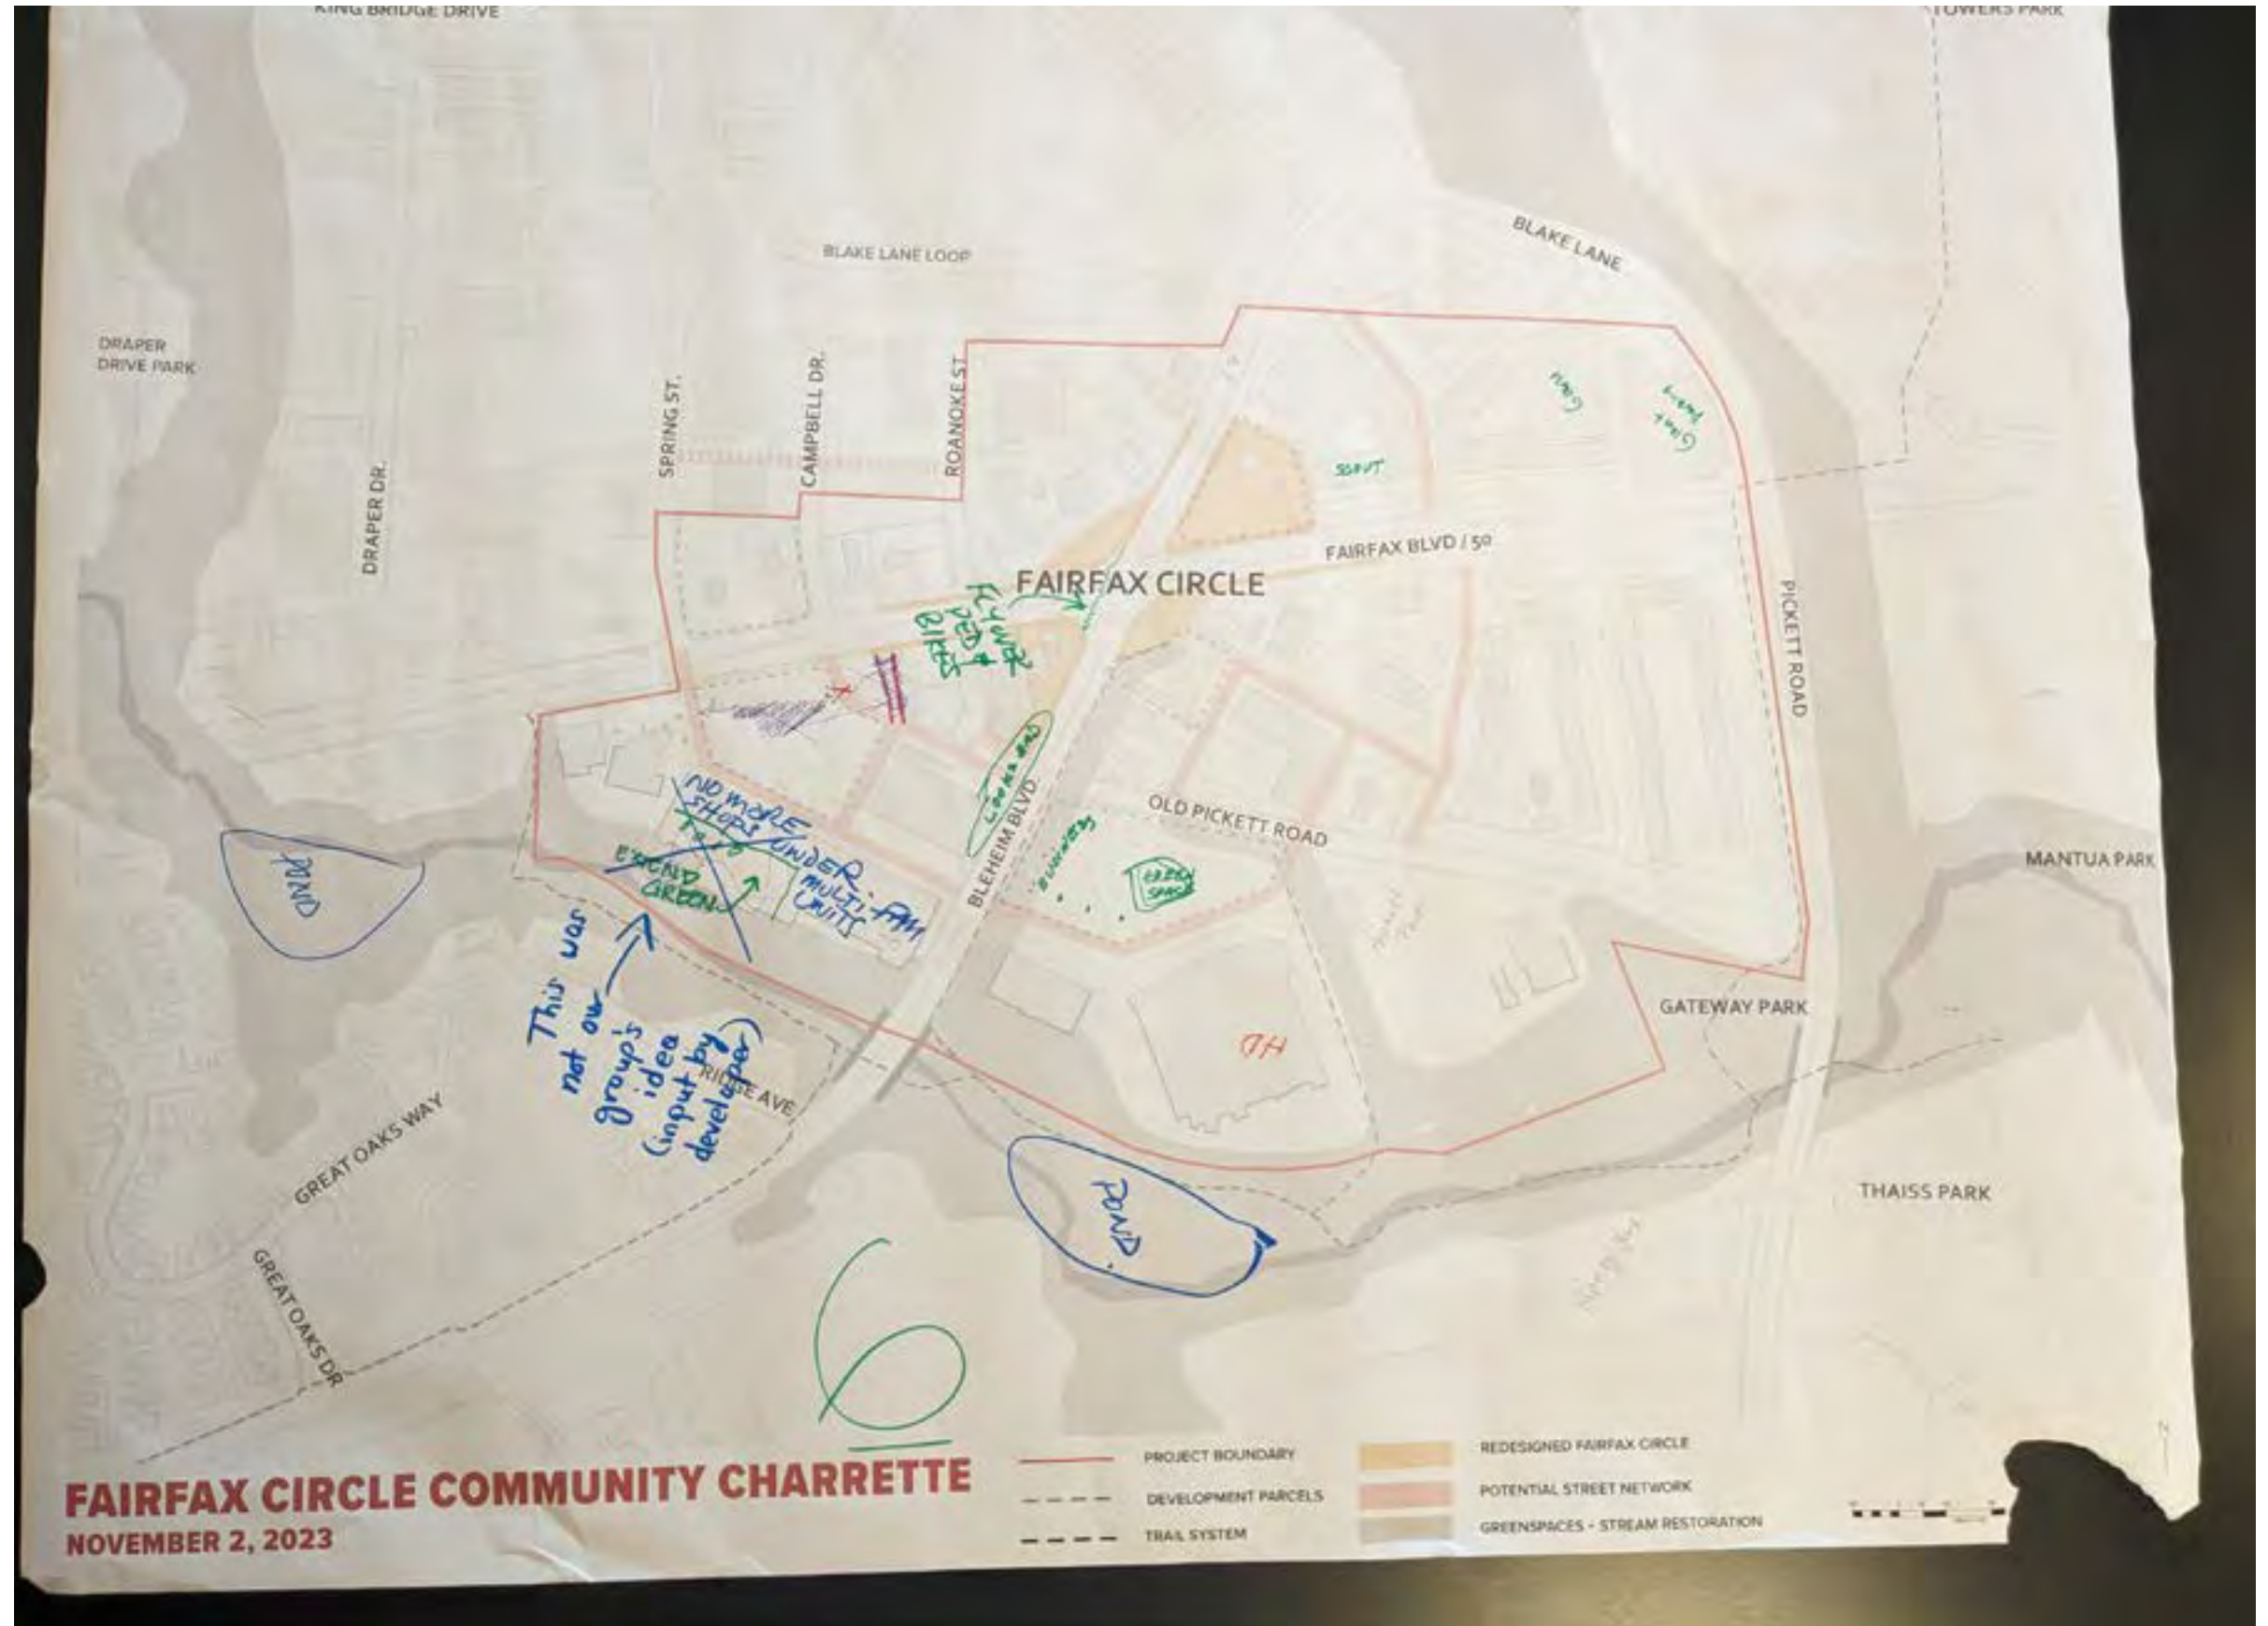 KING BRIDGE DRIVE
TOWERS PARK
BLAKE LANE
BLAKE LANE LOOP
DRAPER
DRIVE PARK
SPRING ST.
CAMPBELL DR.
ROANOKE ST
DRAPER DR.
Giant
FAIRFAX BLVD / 50
FAIRFAX CIRCLE
FLYOVER
PED &
BIKES
PICKETT ROAD
NO MORE
SHOPS UNDER
MULTI-FAM
UNITS
EXTEND
GREEN
BLEHEIM BLVD.
OLD PICKETT ROAD
GREEN
SPACE
MANTUA PARK
POND
This was
not our
group's
idea
(input by
developer)
RIDGE AVE
HD
GATEWAY PARK
GREAT OAKS WAY
POND
THAISS PARK
GREAT OAKS DR
6
FAIRFAX CIRCLE COMMUNITY CHARRETTE
NOVEMBER 2, 2023
PROJECT BOUNDARY
DEVELOPMENT PARCELS
TRAIL SYSTEM
REDESIGNED FAIRFAX CIRCLE
POTENTIAL STREET NETWORK
GREENSPACES - STREAM RESTORATION
N